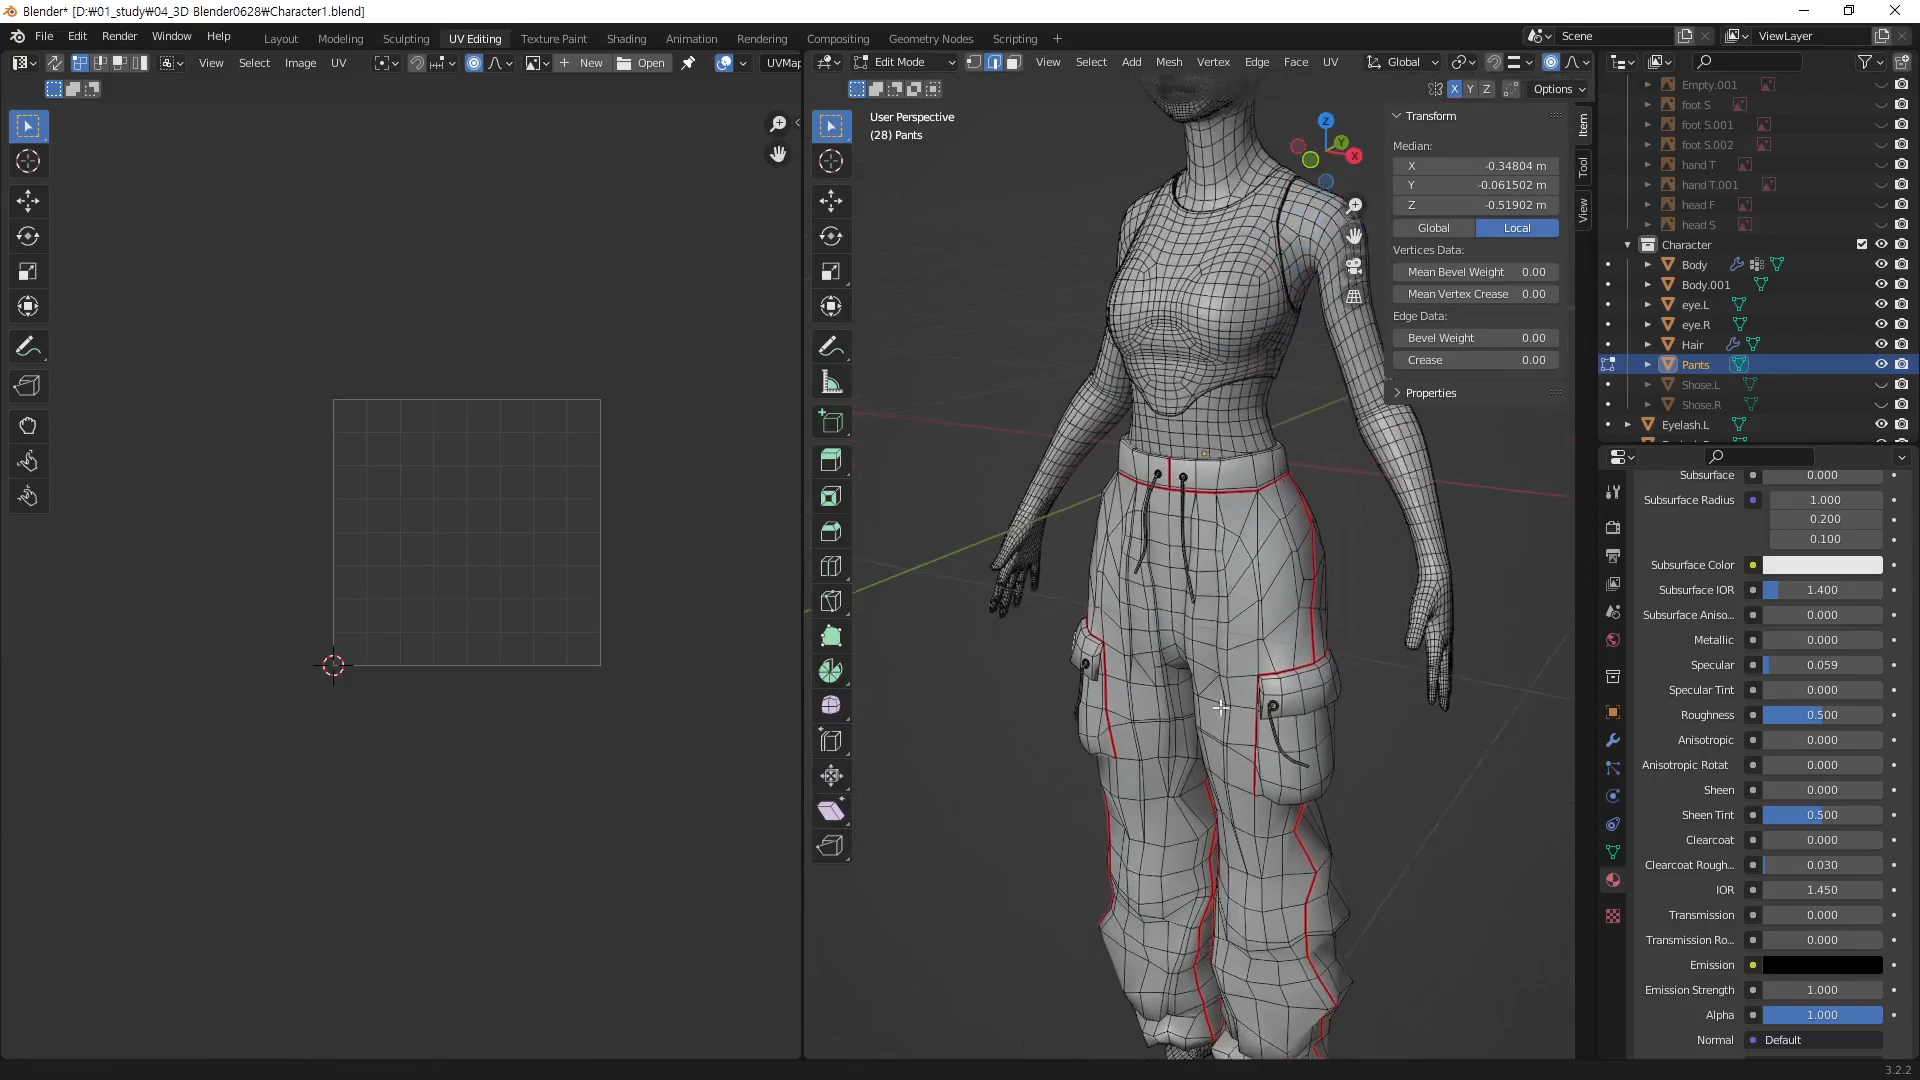 Blender* [D:₩01_study₩04_3D Blender0628₩Character1.blend]
File Edit Render Window Help
Layout Modeling Sculpting UV Editing Texture Paint Shading Animation Rendering Compositing Geometry Nodes Scripting +
Scene
ViewLayer
View Select Image UV
New
Open
UVMap
Edit Mode
View Select Add Mesh Vertex Edge Face UV
Global
X Y Z
Options
User Perspective
(28) Pants
Z
Y
X
Transform
Median:
X -0.34804 m
Y -0.061502 m
Z -0.51902 m
Global Local
Vertices Data:
Mean Bevel Weight 0.00
Mean Vertex Crease 0.00
Edge Data:
Bevel Weight 0.00
Crease 0.00
Properties
Item
Tool
View
Empty.001
foot S
foot S.001
foot S.002
hand T
hand T.001
head F
head S
Character
Body
Body.001
eye.L
eye.R
Hair
Pants
Shose.L
Shose.R
Eyelash.L
Subsurface 0.000
Subsurface Radius 1.000
0.200
0.100
Subsurface Color
Subsurface IOR 1.400
Subsurface Aniso... 0.000
Metallic 0.000
Specular 0.059
Specular Tint 0.000
Roughness 0.500
Anisotropic 0.000
Anisotropic Rotat 0.000
Sheen 0.000
Sheen Tint 0.500
Clearcoat 0.000
Clearcoat Rough... 0.030
IOR 1.450
Transmission 0.000
Transmission Ro... 0.000
Emission
Emission Strength 1.000
Alpha 1.000
Normal Default
3.2.2